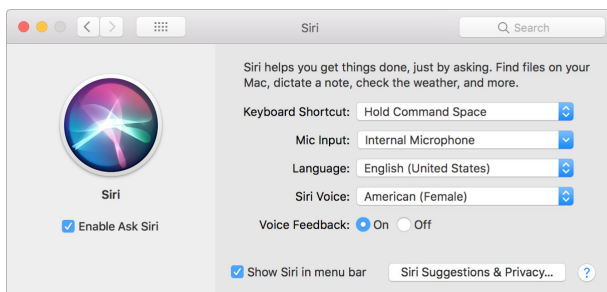 Siri
Search
Siri helps you get things done, just by asking. Find files on your
Mac, dictate a note, check the weather, and more.
Keyboard Shortcut: Hold Command Space
Mic Input: Internal Microphone
Language: English (United States)
Siri
Siri Voice: American (Female)
Enable Ask Siri
Voice Feedback: On Off
Show Siri in menu bar Siri Suggestions & Privacy... ?